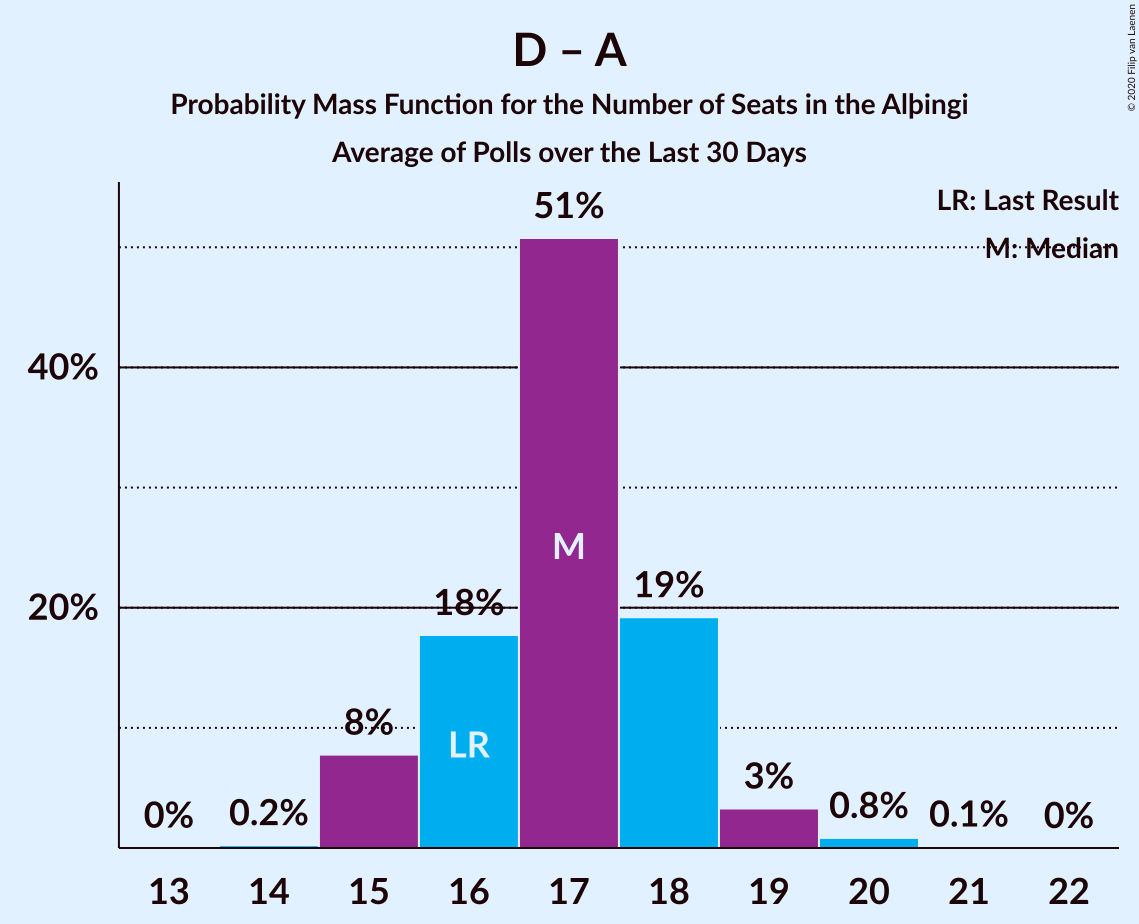 D – A
Probability Mass Function for the Number of Seats in the Alþingi
Average of Polls over the Last 30 Days
© 2020 Filip van Laenen
LR: Last Result
M: Median
40%
20%
0%
0.2%
8%
18%
51%
19%
3%
0.8%
0.1%
0%
LR
M
13 14 15 16 17 18 19 20 21 22